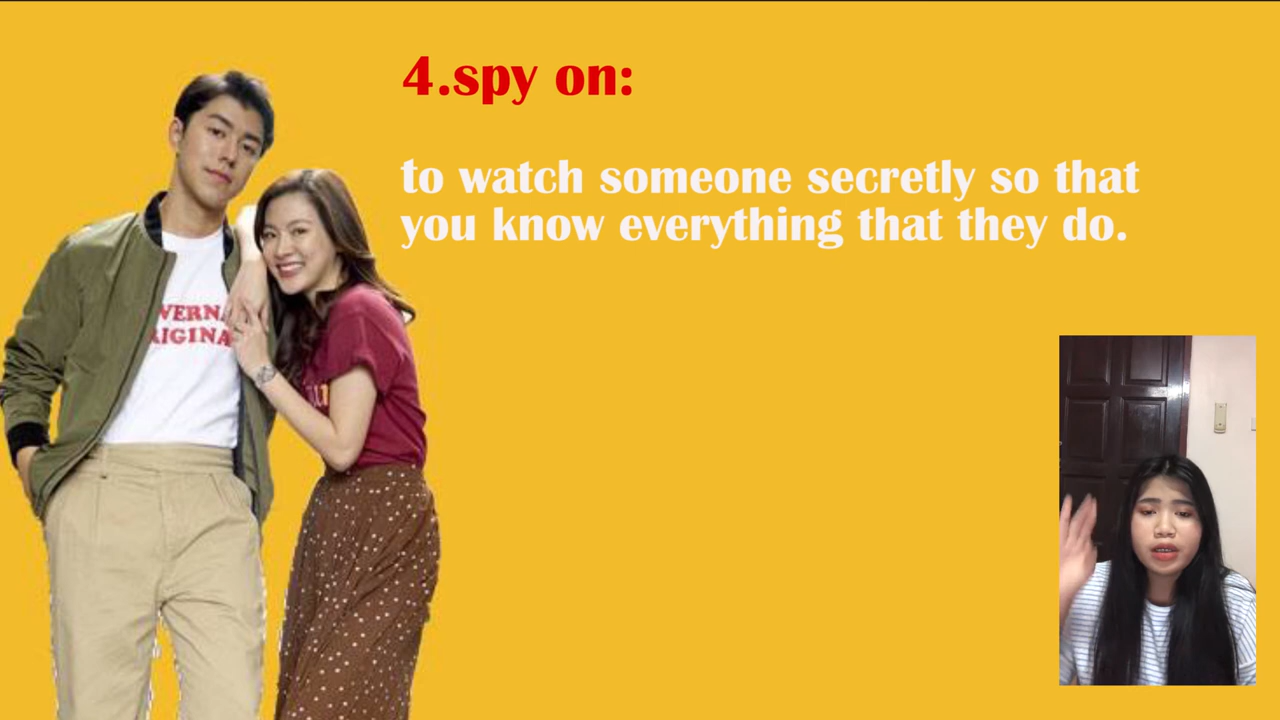 4.spy on:
to watch someone secretly so that
you know everything that they do.